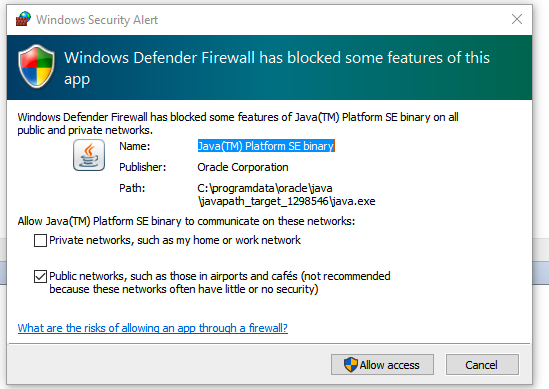 Windows Security Alert
Windows Defender Firewall has blocked some features of this
app
Windows Defender Firewall has blocked some features of Java(TM) Platform SE binary on all
public and private networks.
Name: Java(TM) Platform SE binary
Publisher: Oracle Corporation
Path: C:\programdata\oracle\java
\javapath_target_1298546\java.exe
Allow Java(TM) Platform SE binary to communicate on these networks:
Private networks, such as my home or work network
Public networks, such as those in airports and cafés (not recommended
because these networks often have little or no security)
What are the risks of allowing an app through a firewall?
Allow access Cancel